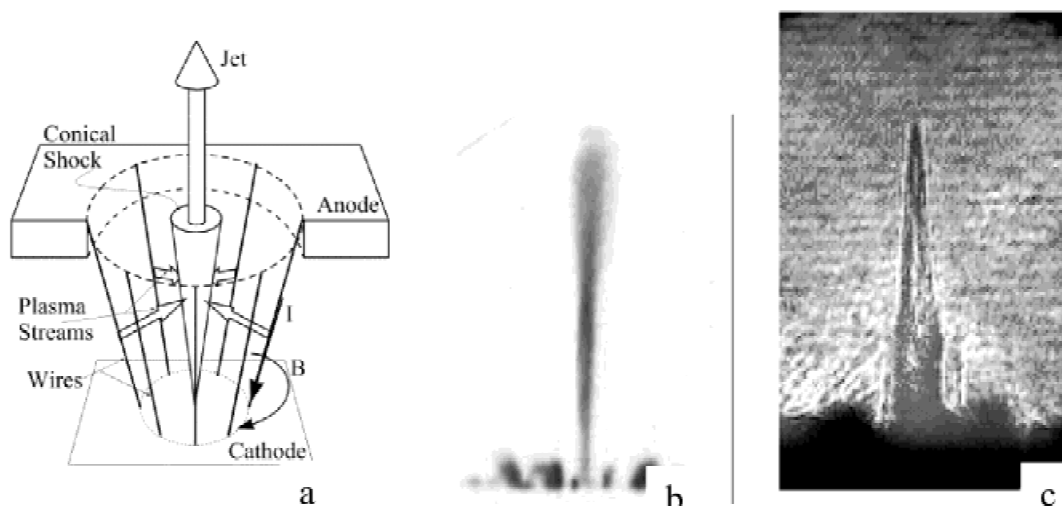 Jet
Conical
Shock
Anode
Plasma
Streams
I
B
Wires
Cathode
a
b
c